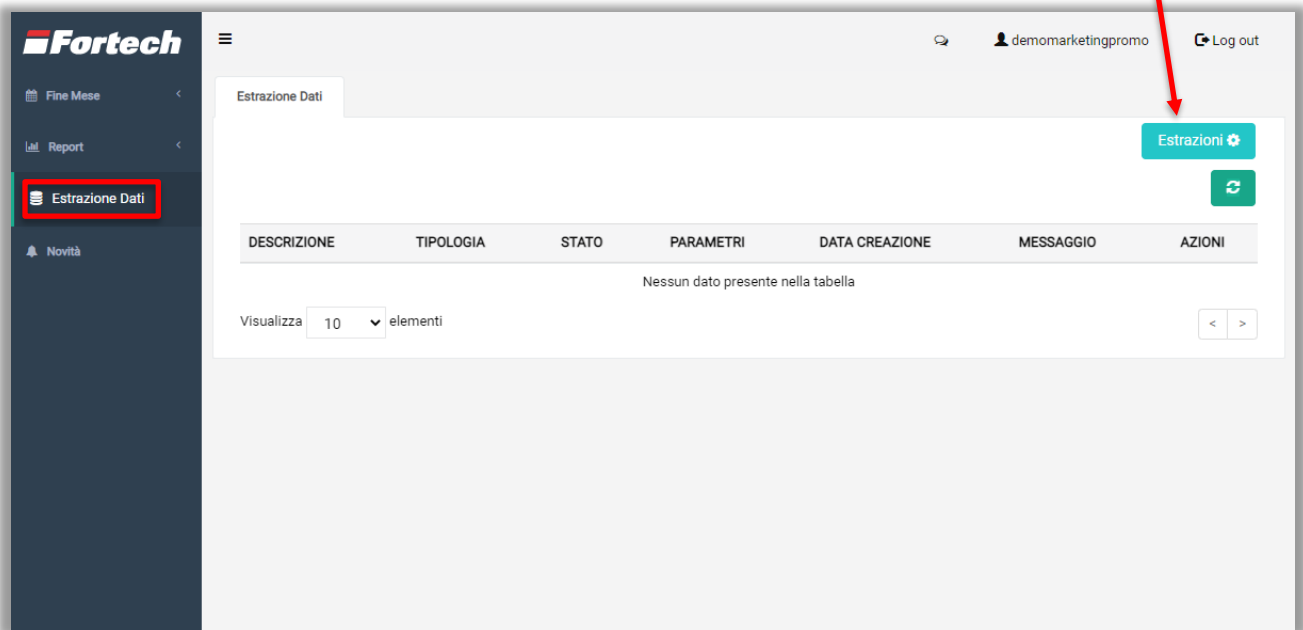 Fortech
demomarketingpromo
Log out
Fine Mese
Report
Estrazione Dati
Novità
Estrazione Dati
Estrazioni
DESCRIZIONE TIPOLOGIA STATO PARAMETRI DATA CREAZIONE MESSAGGIO AZIONI
Nessun dato presente nella tabella
Visualizza 10 elementi
< >